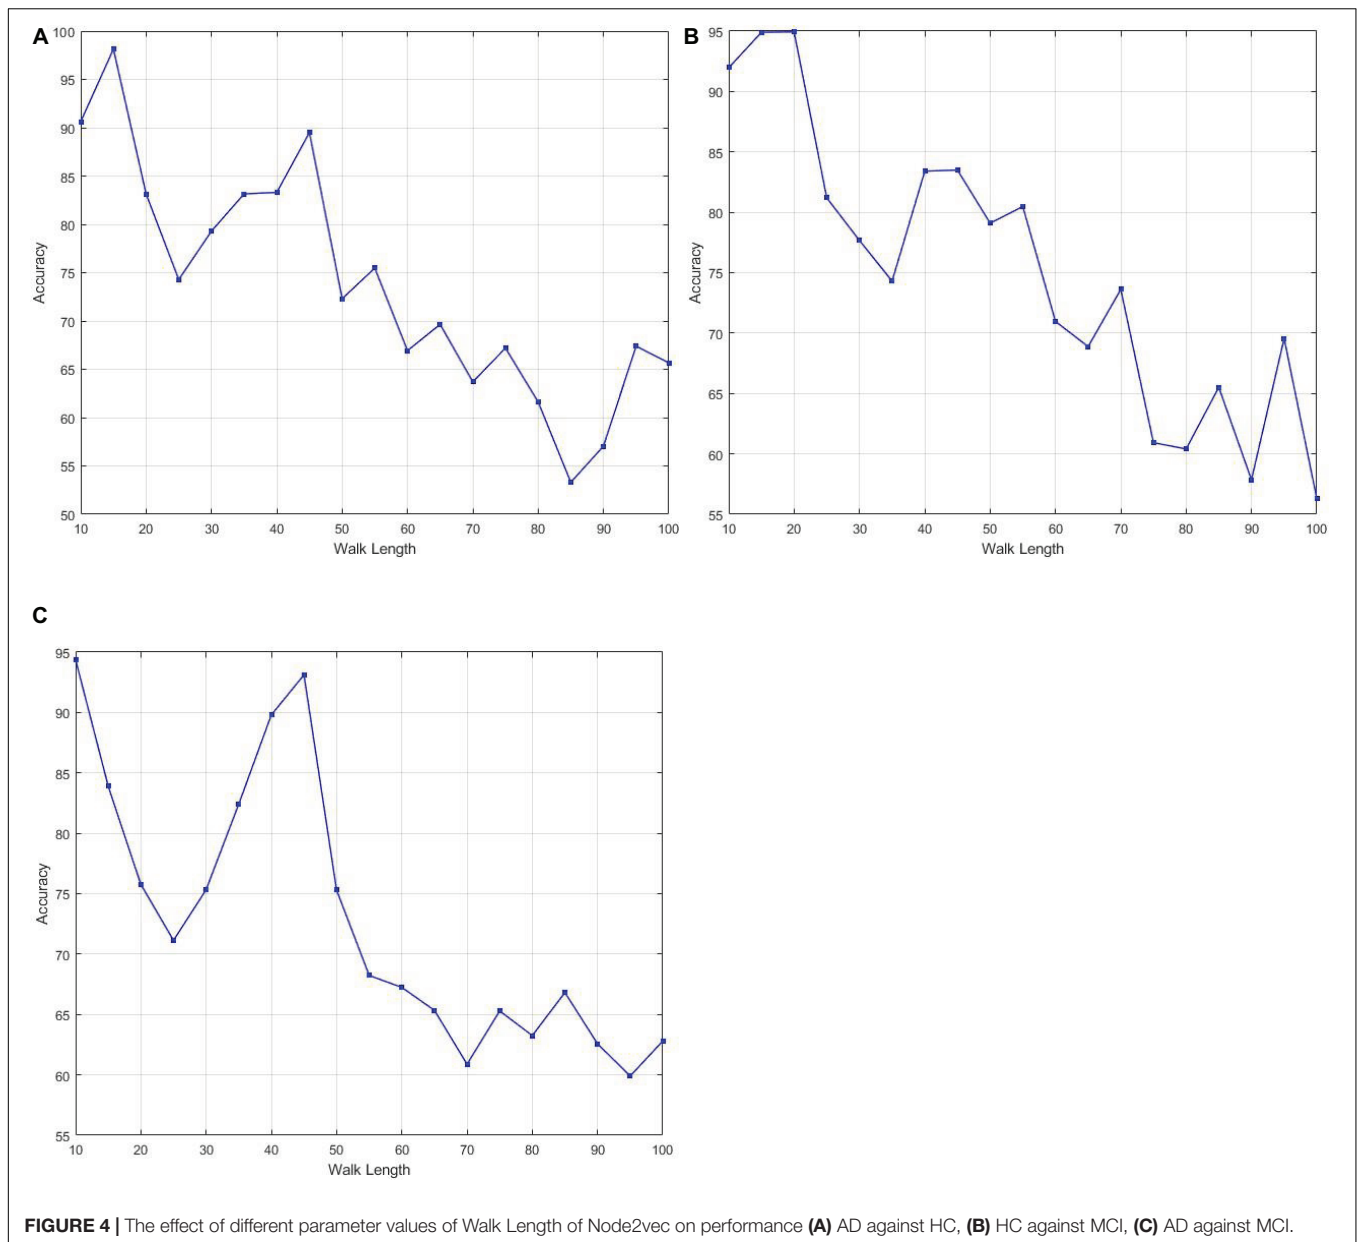 A
100
95
90
85
80
75
70
65
60
55
50
Accuracy
10 20 30 40 50 60 70 80 90 100
Walk Length
B
95
90
85
80
75
70
65
60
55
Accuracy
10 20 30 40 50 60 70 80 90 100
Walk Length
C
95
90
85
80
75
70
65
60
55
Accuracy
10 20 30 40 50 60 70 80 90 100
Walk Length
FIGURE 4 | The effect of different parameter values of Walk Length of Node2vec on performance (A) AD against HC, (B) HC against MCI, (C) AD against MCI.